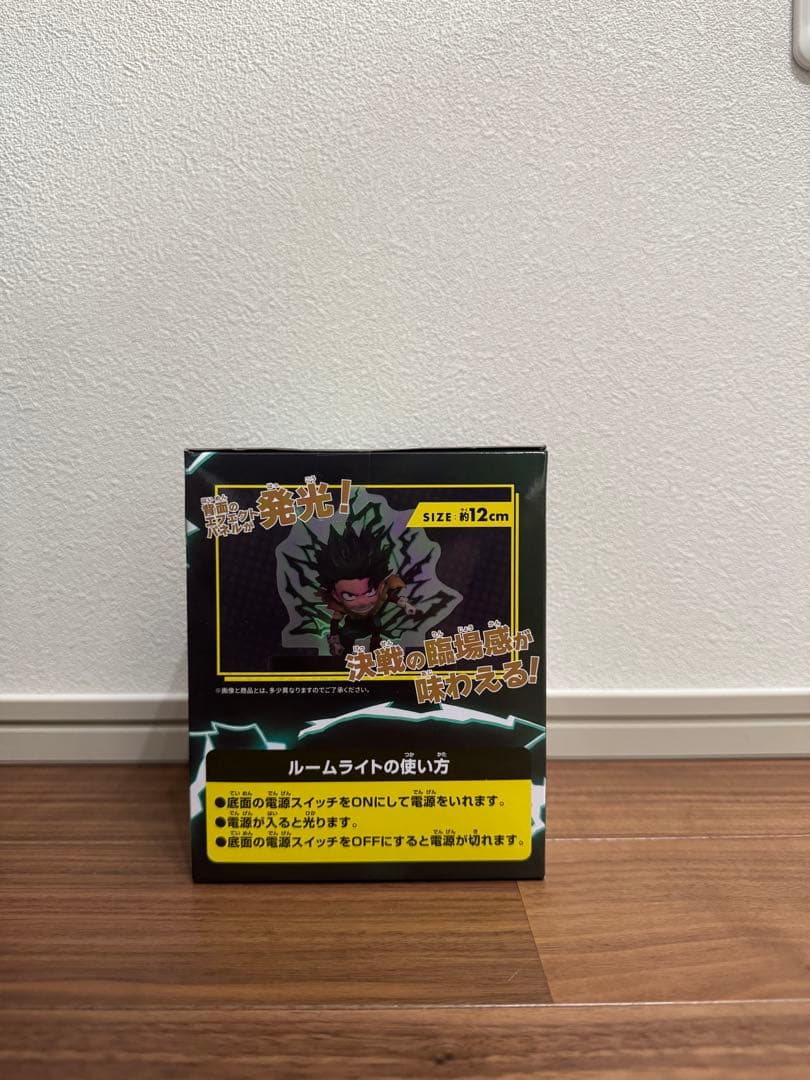 背面の
エフェクト
パネルが
発光!
SIZE:約12cm
決戦の臨場感が
味わえる!
※画像と商品とは、多少異なりますのでご了承ください。
ルームライトの使い方
●底面の電源スイッチをONにして電源をいれます。
●電源が入ると光ります。
●底面の電源スイッチをOFFにすると電源が切れます。